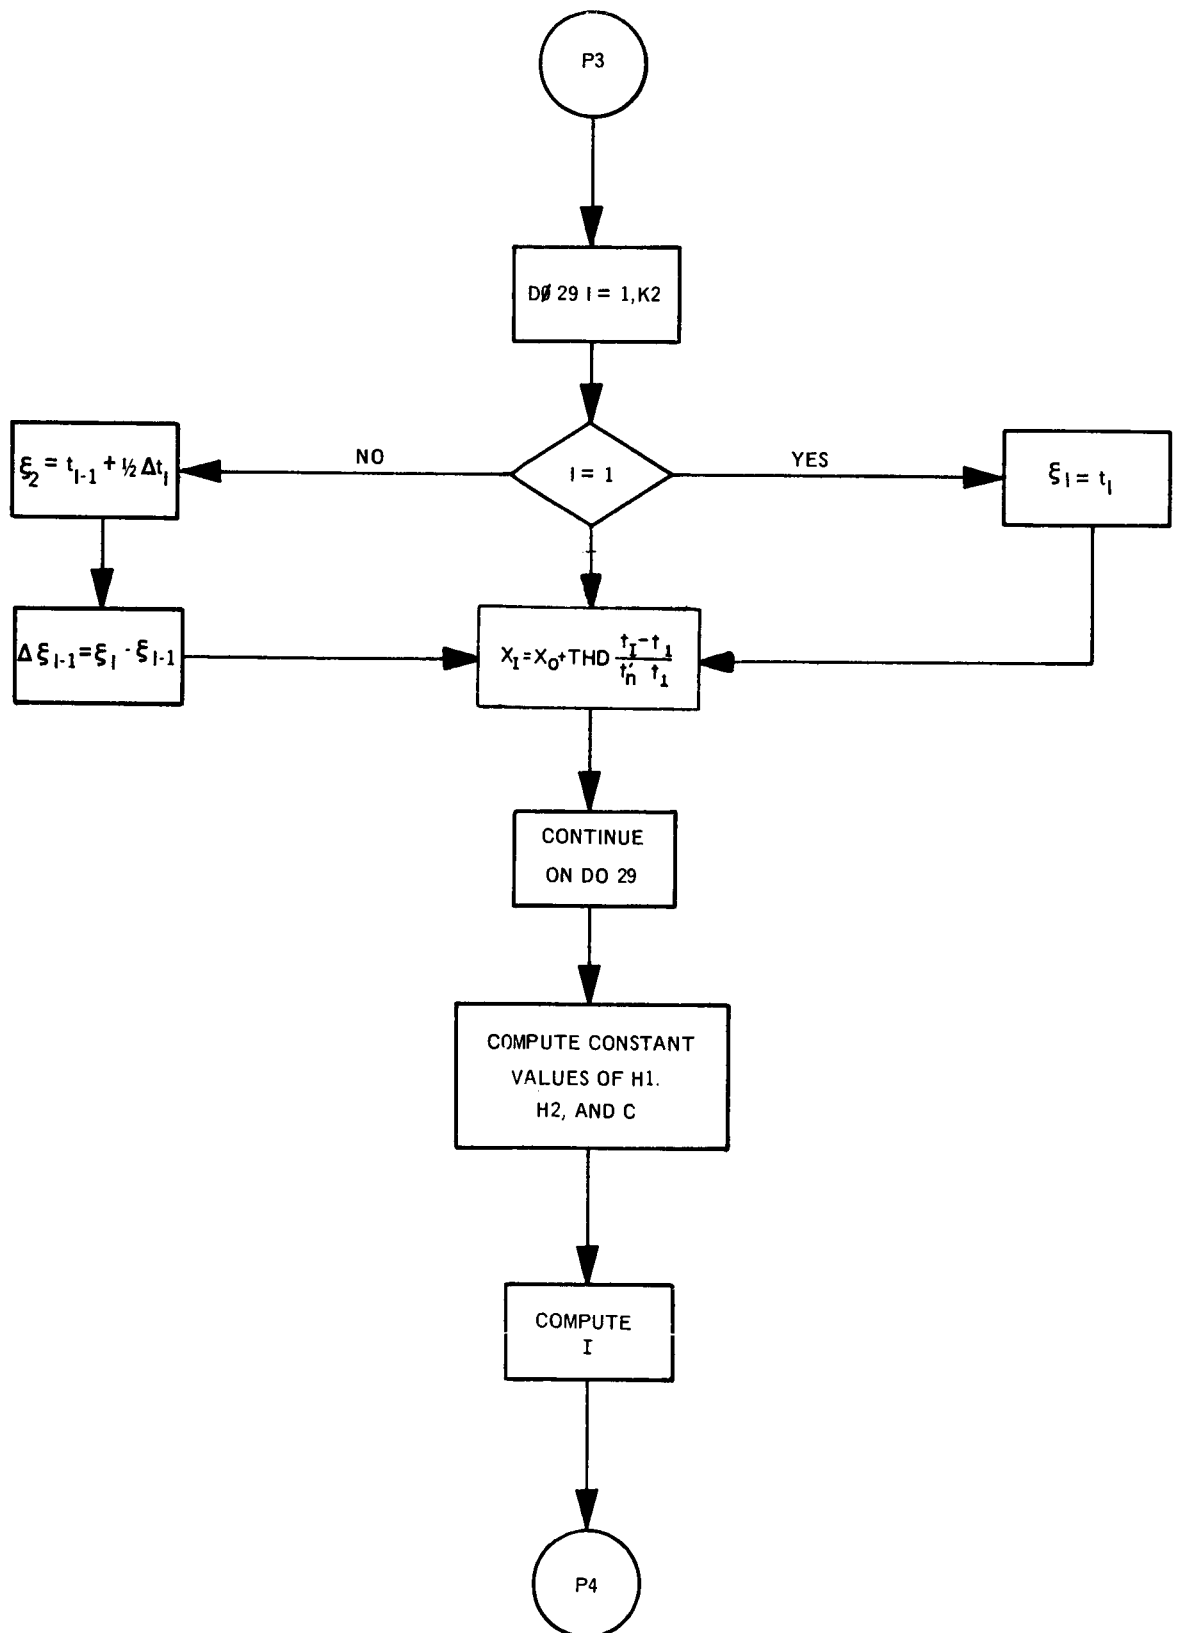 P3
DØ 29 I = 1,K2
I = 1
NO
YES
ξ2 = tI-1 + ½ ΔtI
ξI = tI
ΔξI-1 = ξI - ξI-1
XI = XO + THD tI - t1
t'n t1
CONTINUE
ON DO 29
COMPUTE CONSTANT
VALUES OF H1.
H2, AND C
COMPUTE
I
P4